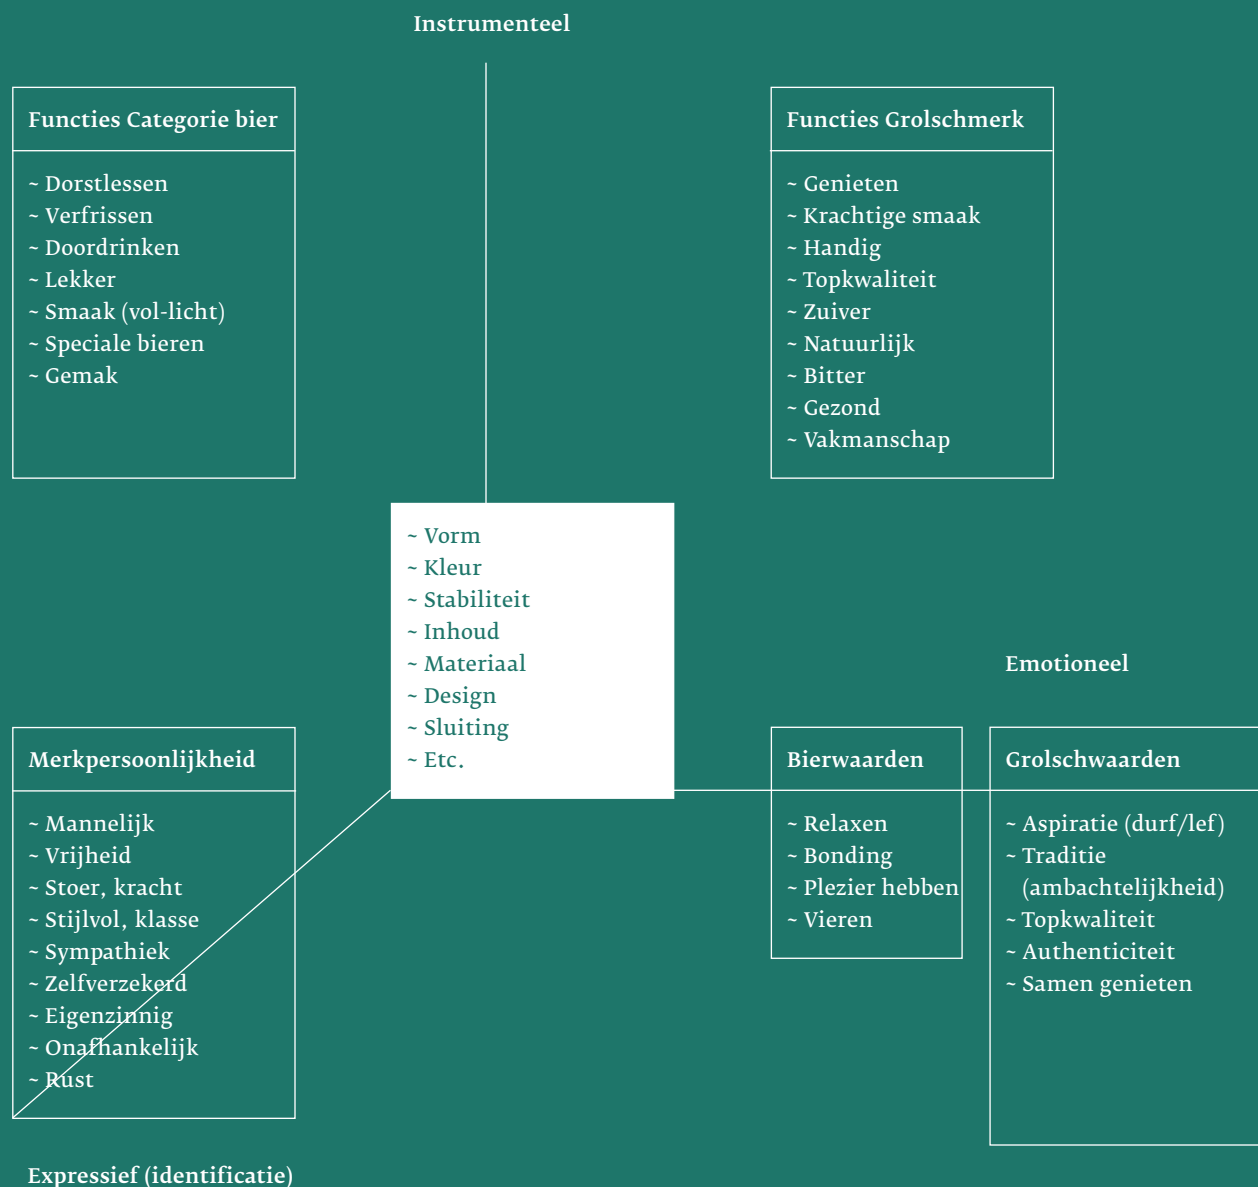 Instrumenteel
Functies Categorie bier
~ Dorstlessen
~ Verfrissen
~ Doordrinken
~ Lekker
~ Smaak (vol-licht)
~ Speciale bieren
~ Gemak
Functies Grolschmerk
~ Genieten
~ Krachtige smaak
~ Handig
~ Topkwaliteit
~ Zuiver
~ Natuurlijk
~ Bitter
~ Gezond
~ Vakmanschap
~ Vorm
~ Kleur
~ Stabiliteit
~ Inhoud
~ Materiaal
~ Design
~ Sluiting
~ Etc.
Emotioneel
Merkpersoonlijkheid
~ Mannelijk
~ Vrijheid
~ Stoer, kracht
~ Stijlvol, klasse
~ Sympathiek
~ Zelfverzekerd
~ Eigenzinnig
~ Onafhankelijk
~ Rust
Bierwaarden
~ Relaxen
~ Bonding
~ Plezier hebben
~ Vieren
Grolschwaarden
~ Aspiratie (durf/lef)
~ Traditie
(ambachtelijkheid)
~ Topkwaliteit
~ Authenticiteit
~ Samen genieten
Expressief (identificatie)